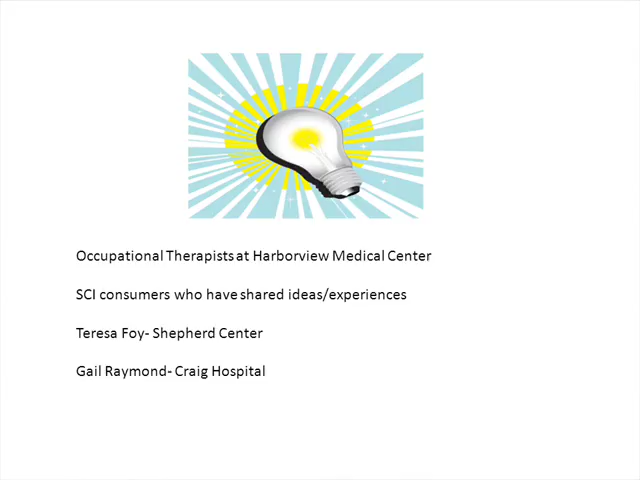 Occupational Therapists at Harborview Medical Center
SCI consumers who have shared ideas/experiences
Teresa Foy- Shepherd Center
Gail Raymond- Craig Hospital